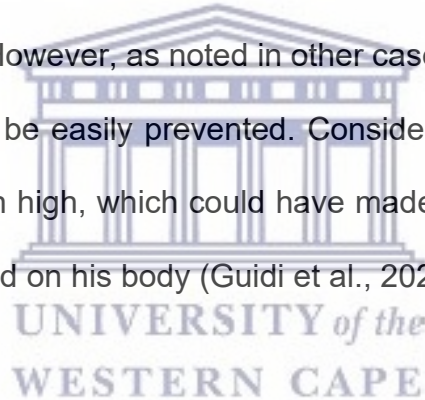 However, as noted in other case
be easily prevented. Conside
high, which could have made
d on his body (Guidi et al., 202
UNIVERSITY of the
WESTERN CAPE